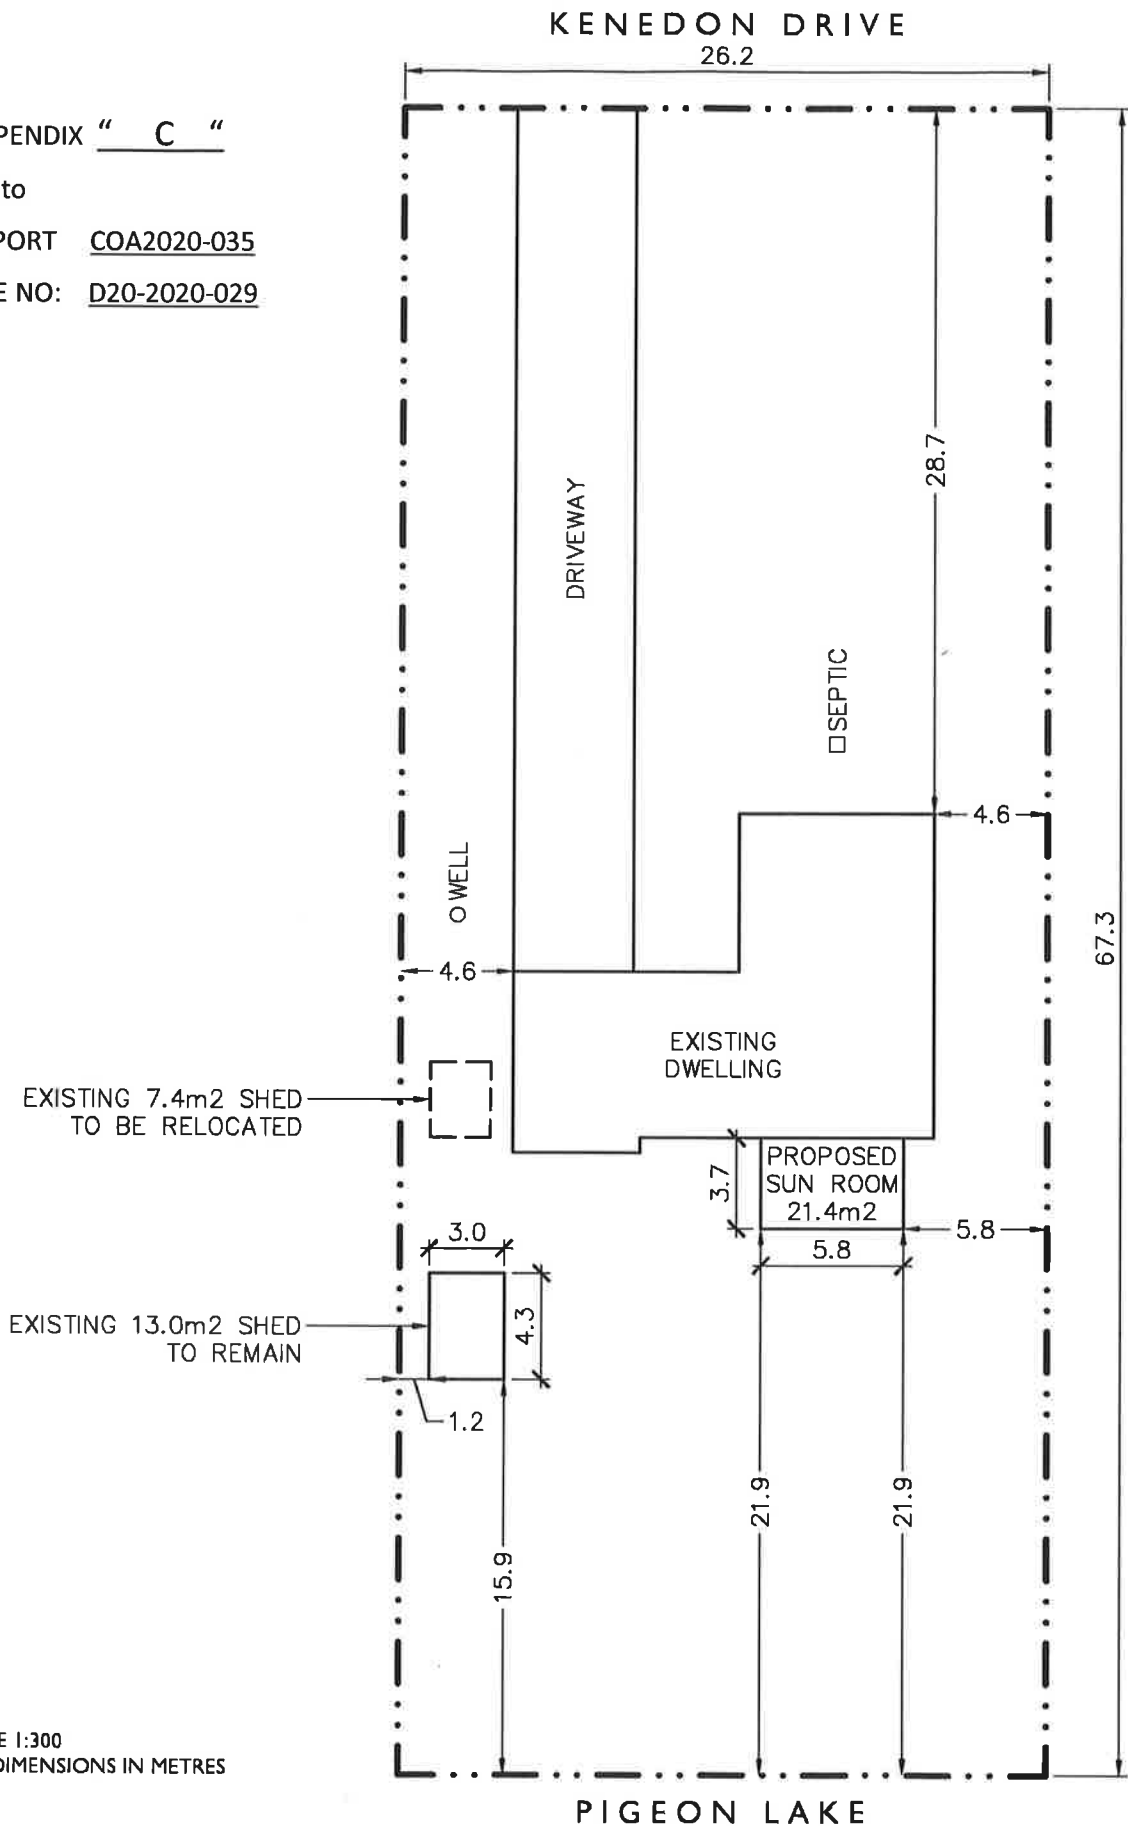 KENEDON DRIVE
26.2
PENDIX “ C “
to
PORT COA2020-035
E NO: D20-2020-029
28.7
DRIVEWAY
SEPTIC
4.6
WELL
67.3
4.6
EXISTING
DWELLING
EXISTING 7.4m2 SHED
TO BE RELOCATED
PROPOSED
SUN ROOM
21.4m2
3.7
5.8
5.8
3.0
4.3
EXISTING 13.0m2 SHED
TO REMAIN
1.2
21.9
21.9
15.9
E 1:300
DIMENSIONS IN METRES
PIGEON LAKE